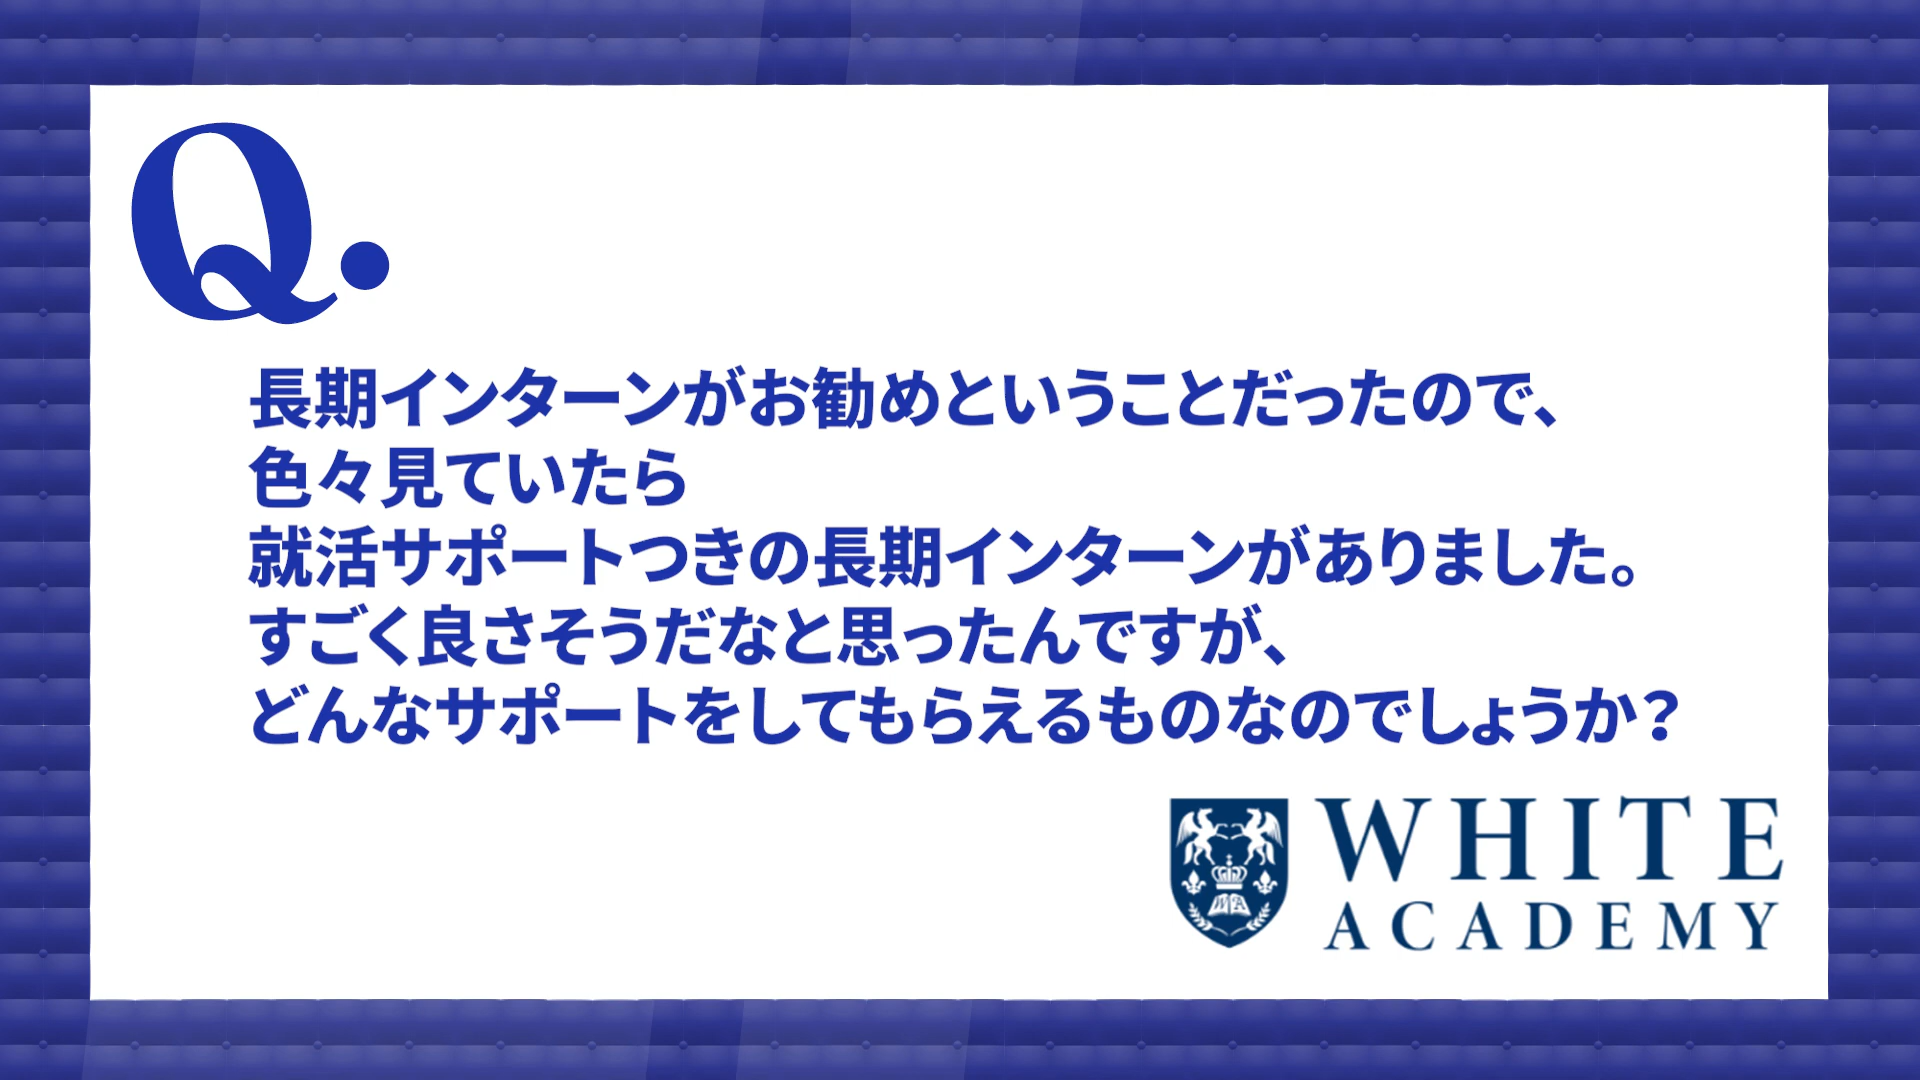 Q.
長期インターンがお勧めということだったので、
色々見ていたら
就活サポートつきの長期インターンがありました。
すごく良さそうだなと思ったんですが、
どんなサポートをしてもらえるものなのでしょうか？
WHITE
ACADEMY